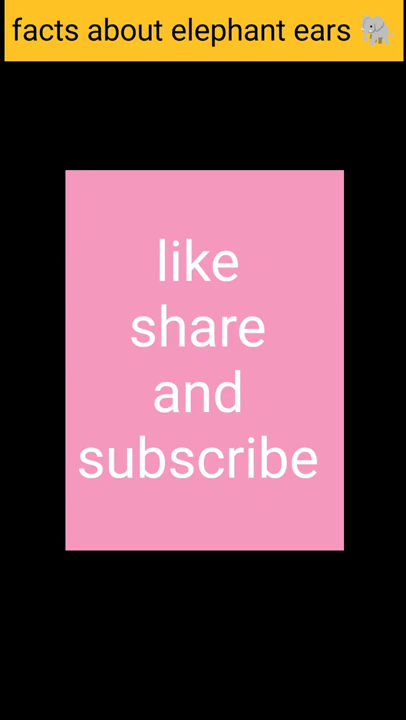 facts about elephant ears 🐘
like
share
and
subscribe